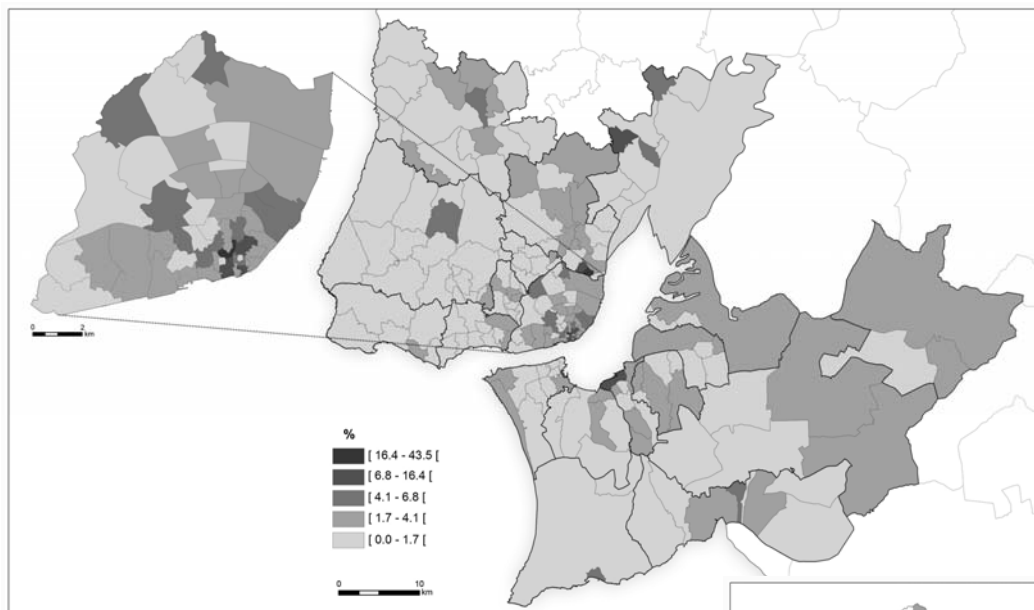 0 2
km
%
[ 16.4 - 43.5 [
[ 6.8 - 16.4 [
[ 4.1 - 6.8 [
[ 1.7 - 4.1 [
[ 0.0 - 1.7 [
0 10
km